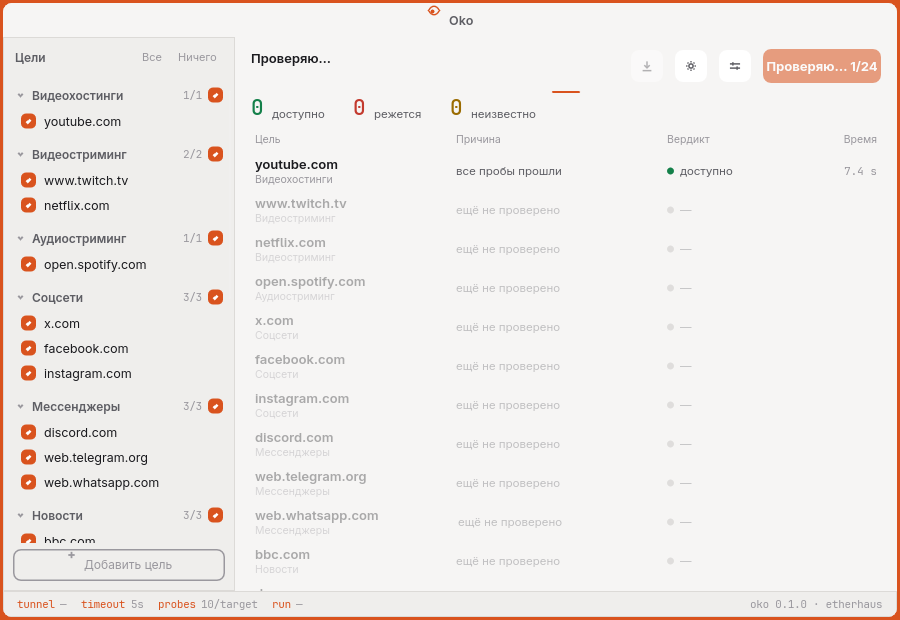 Oko
Цели
Все
Ничего
Видеохостинги 1/1
youtube.com
Видеостриминг 2/2
www.twitch.tv
netflix.com
Аудиостриминг 1/1
open.spotify.com
Соцсети 3/3
x.com
facebook.com
instagram.com
Мессенджеры 3/3
discord.com
web.telegram.org
web.whatsapp.com
Новости 3/3
bbc.com
+ Добавить цель
Проверяю...
Проверяю... 1/24
0 доступно
0 режется
0 неизвестно
Цель Причина Вердикт Время
youtube.com
Видеохостинги
все пробы прошли доступно 7.4 s
www.twitch.tv
Видеостриминг
ещё не проверено —
netflix.com
Видеостриминг
ещё не проверено —
open.spotify.com
Аудиостриминг
ещё не проверено —
x.com
Соцсети
ещё не проверено —
facebook.com
Соцсети
ещё не проверено —
instagram.com
Соцсети
ещё не проверено —
discord.com
Мессенджеры
ещё не проверено —
web.telegram.org
Мессенджеры
ещё не проверено —
web.whatsapp.com
Мессенджеры
ещё не проверено —
bbc.com
Новости
ещё не проверено —
tunnel — timeout 5s probes 10/target run —
oko 0.1.0 · etherhaus